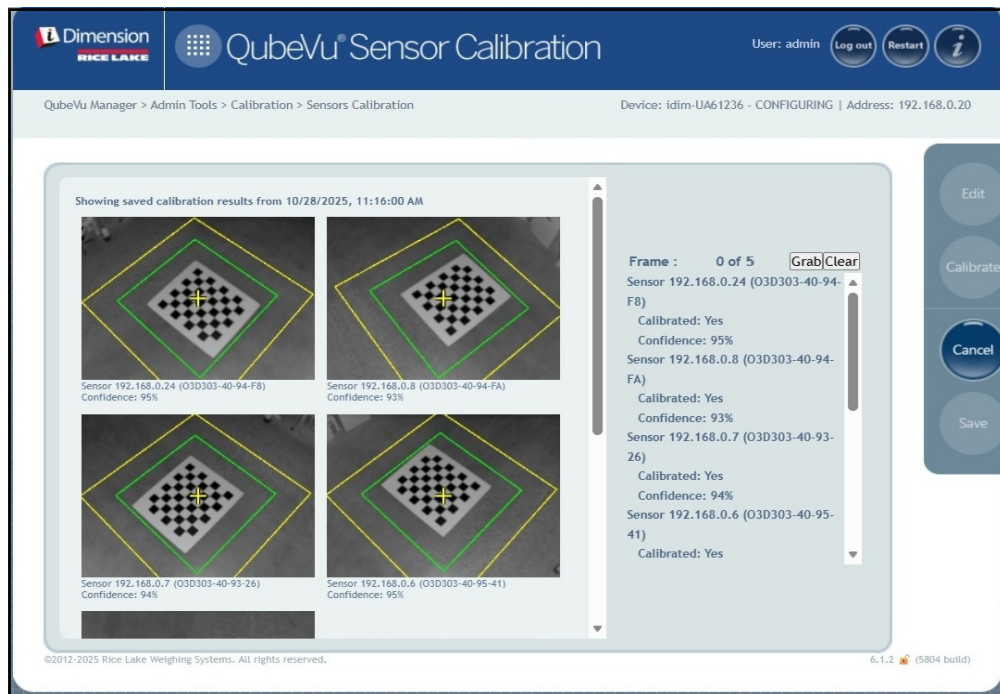 iDimension
RICE LAKE
QubeVu® Sensor Calibration
User: admin
Log out
Restart
i
QubeVu Manager > Admin Tools > Calibration > Sensors Calibration
Device: idim-UA61236 - CONFIGURING | Address: 192.168.0.20
Showing saved calibration results from 10/28/2025, 11:16:00 AM
Sensor 192.168.0.24 (O3D303-40-94-F8)
Confidence: 95%
Sensor 192.168.0.8 (O3D303-40-94-FA)
Confidence: 93%
Sensor 192.168.0.7 (O3D303-40-93-26)
Confidence: 94%
Sensor 192.168.0.6 (O3D303-40-95-41)
Confidence: 95%
Frame : 0 of 5 Grab Clear
Sensor 192.168.0.24 (O3D303-40-94-
F8)
Calibrated: Yes
Confidence: 95%
Sensor 192.168.0.8 (O3D303-40-94-
FA)
Calibrated: Yes
Confidence: 93%
Sensor 192.168.0.7 (O3D303-40-93-
26)
Calibrated: Yes
Confidence: 94%
Sensor 192.168.0.6 (O3D303-40-95-
41)
Calibrated: Yes
Edit
Calibrate
Cancel
Save
©2012-2025 Rice Lake Weighing Systems. All rights reserved.
6.1.2 (5804 build)